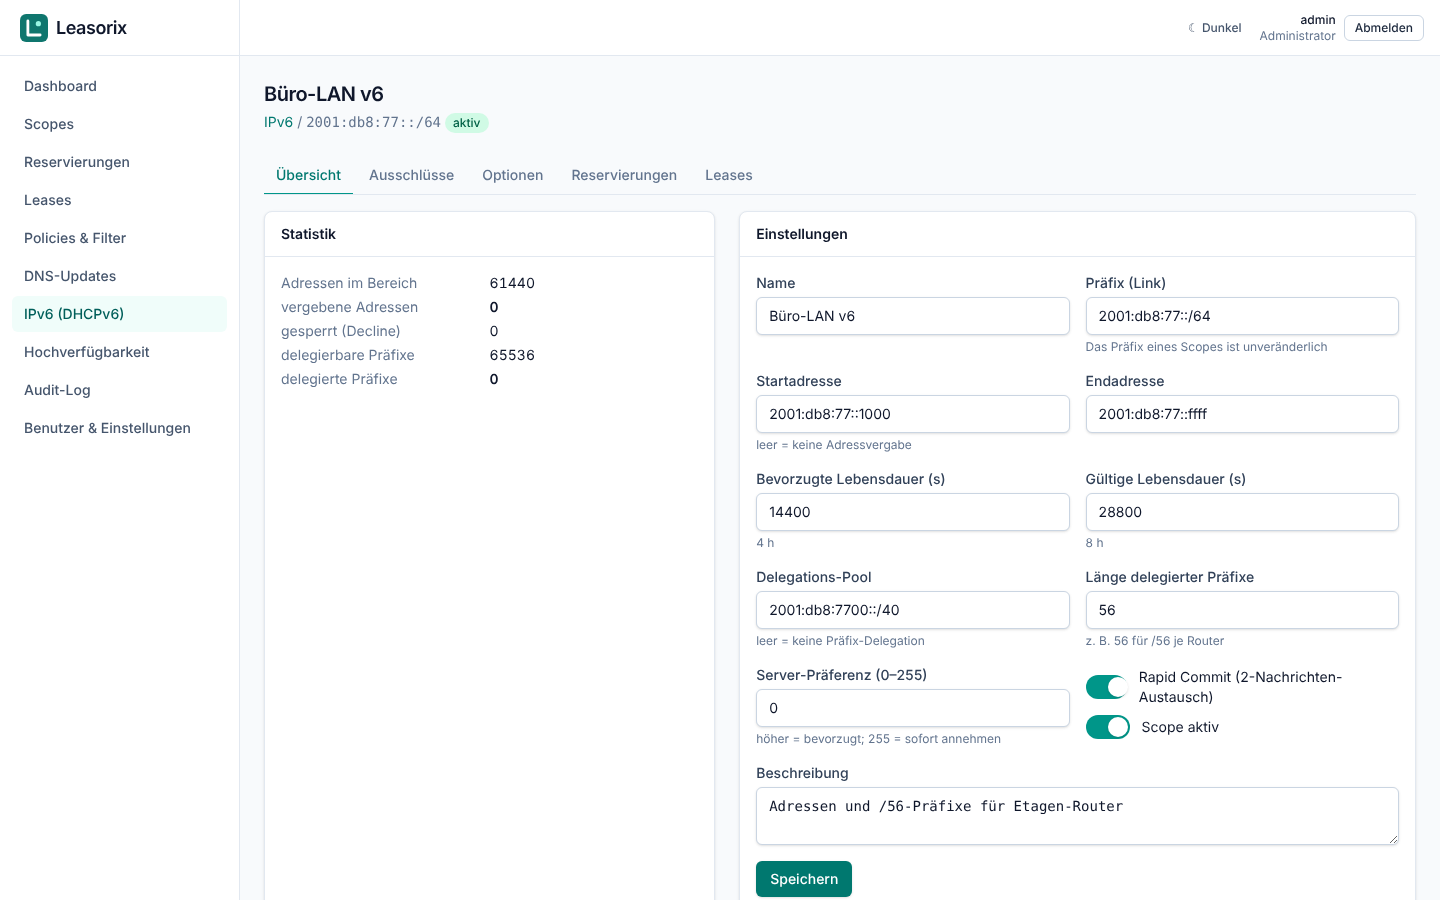 Leasorix
☾ Dunkel
admin
Administrator
Abmelden
Dashboard
Scopes
Reservierungen
Leases
Policies & Filter
DNS-Updates
IPv6 (DHCPv6)
Hochverfügbarkeit
Audit-Log
Benutzer & Einstellungen
Büro-LAN v6
IPv6 / 2001:db8:77::/64 aktiv
Übersicht Ausschlüsse Optionen Reservierungen Leases
Statistik
Adressen im Bereich 61440
vergebene Adressen 0
gesperrt (Decline) 0
delegierbare Präfixe 65536
delegierte Präfixe 0
Einstellungen
Name Präfix (Link)
Büro-LAN v6 2001:db8:77::/64
Das Präfix eines Scopes ist unveränderlich
Startadresse Endadresse
2001:db8:77::1000 2001:db8:77::ffff
leer = keine Adressvergabe
Bevorzugte Lebensdauer (s) Gültige Lebensdauer (s)
14400 28800
4 h 8 h
Delegations-Pool Länge delegierter Präfixe
2001:db8:7700::/40 56
leer = keine Präfix-Delegation z. B. 56 für /56 je Router
Server-Präferenz (0–255)
0
höher = bevorzugt; 255 = sofort annehmen
Rapid Commit (2-Nachrichten-
Austausch)
Scope aktiv
Beschreibung
Adressen und /56-Präfixe für Etagen-Router
Speichern